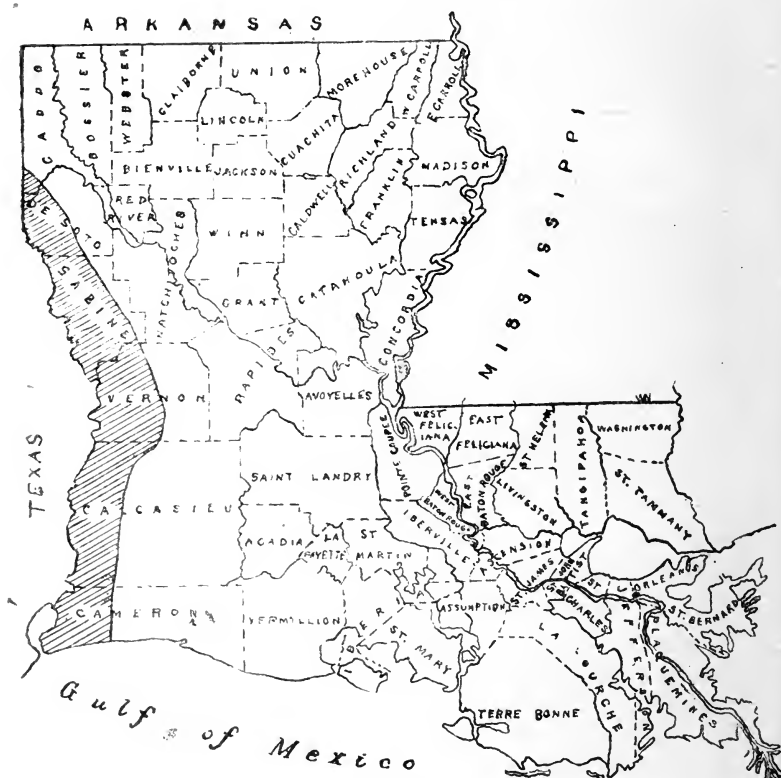 ARKANSAS
CADDO
BOSSIER
WEBSTER
CLAIBORNE
UNION
MOREHOUSE
W CARROLL
E CARROLL
LINCOLN
OUACHITA
RICHLAND
MADISON
BIENVILLE
JACKSON
CALDWELL
FRANKLIN
TENSAS
DE SOTO
RED
RIVER
WINN
NATCHITOCHES
SABINE
GRANT
CATAHOULA
CONCORDIA
MISSISSIPPI
VERNON
RAPIDES
AVOYELLES
TEXAS
POINTE COUPEE
WEST
FELIC
IANA
EAST
FELICIANA
ST HELENA
TANGIPAHOA
WASHINGTON
SAINT LANDRY
WEST
BATON ROUGE
EAST
BATON ROUGE
LIVINGSTON
ST. TAMMANY
CALCASIEU
ACADIA
LA
FAYETTE
ST
MARTIN
IBERVILLE
ASCENSION
ST JAMES
ORLEANS
ST BERNARD
CAMERON
VERMILLION
IBERIA
ST MARY
ASSUMPTION
ST CHARLES
JEFFERSON
PLAQUEMINES
LA FOURCHE
TERRE BONNE
Gulf of Mexico